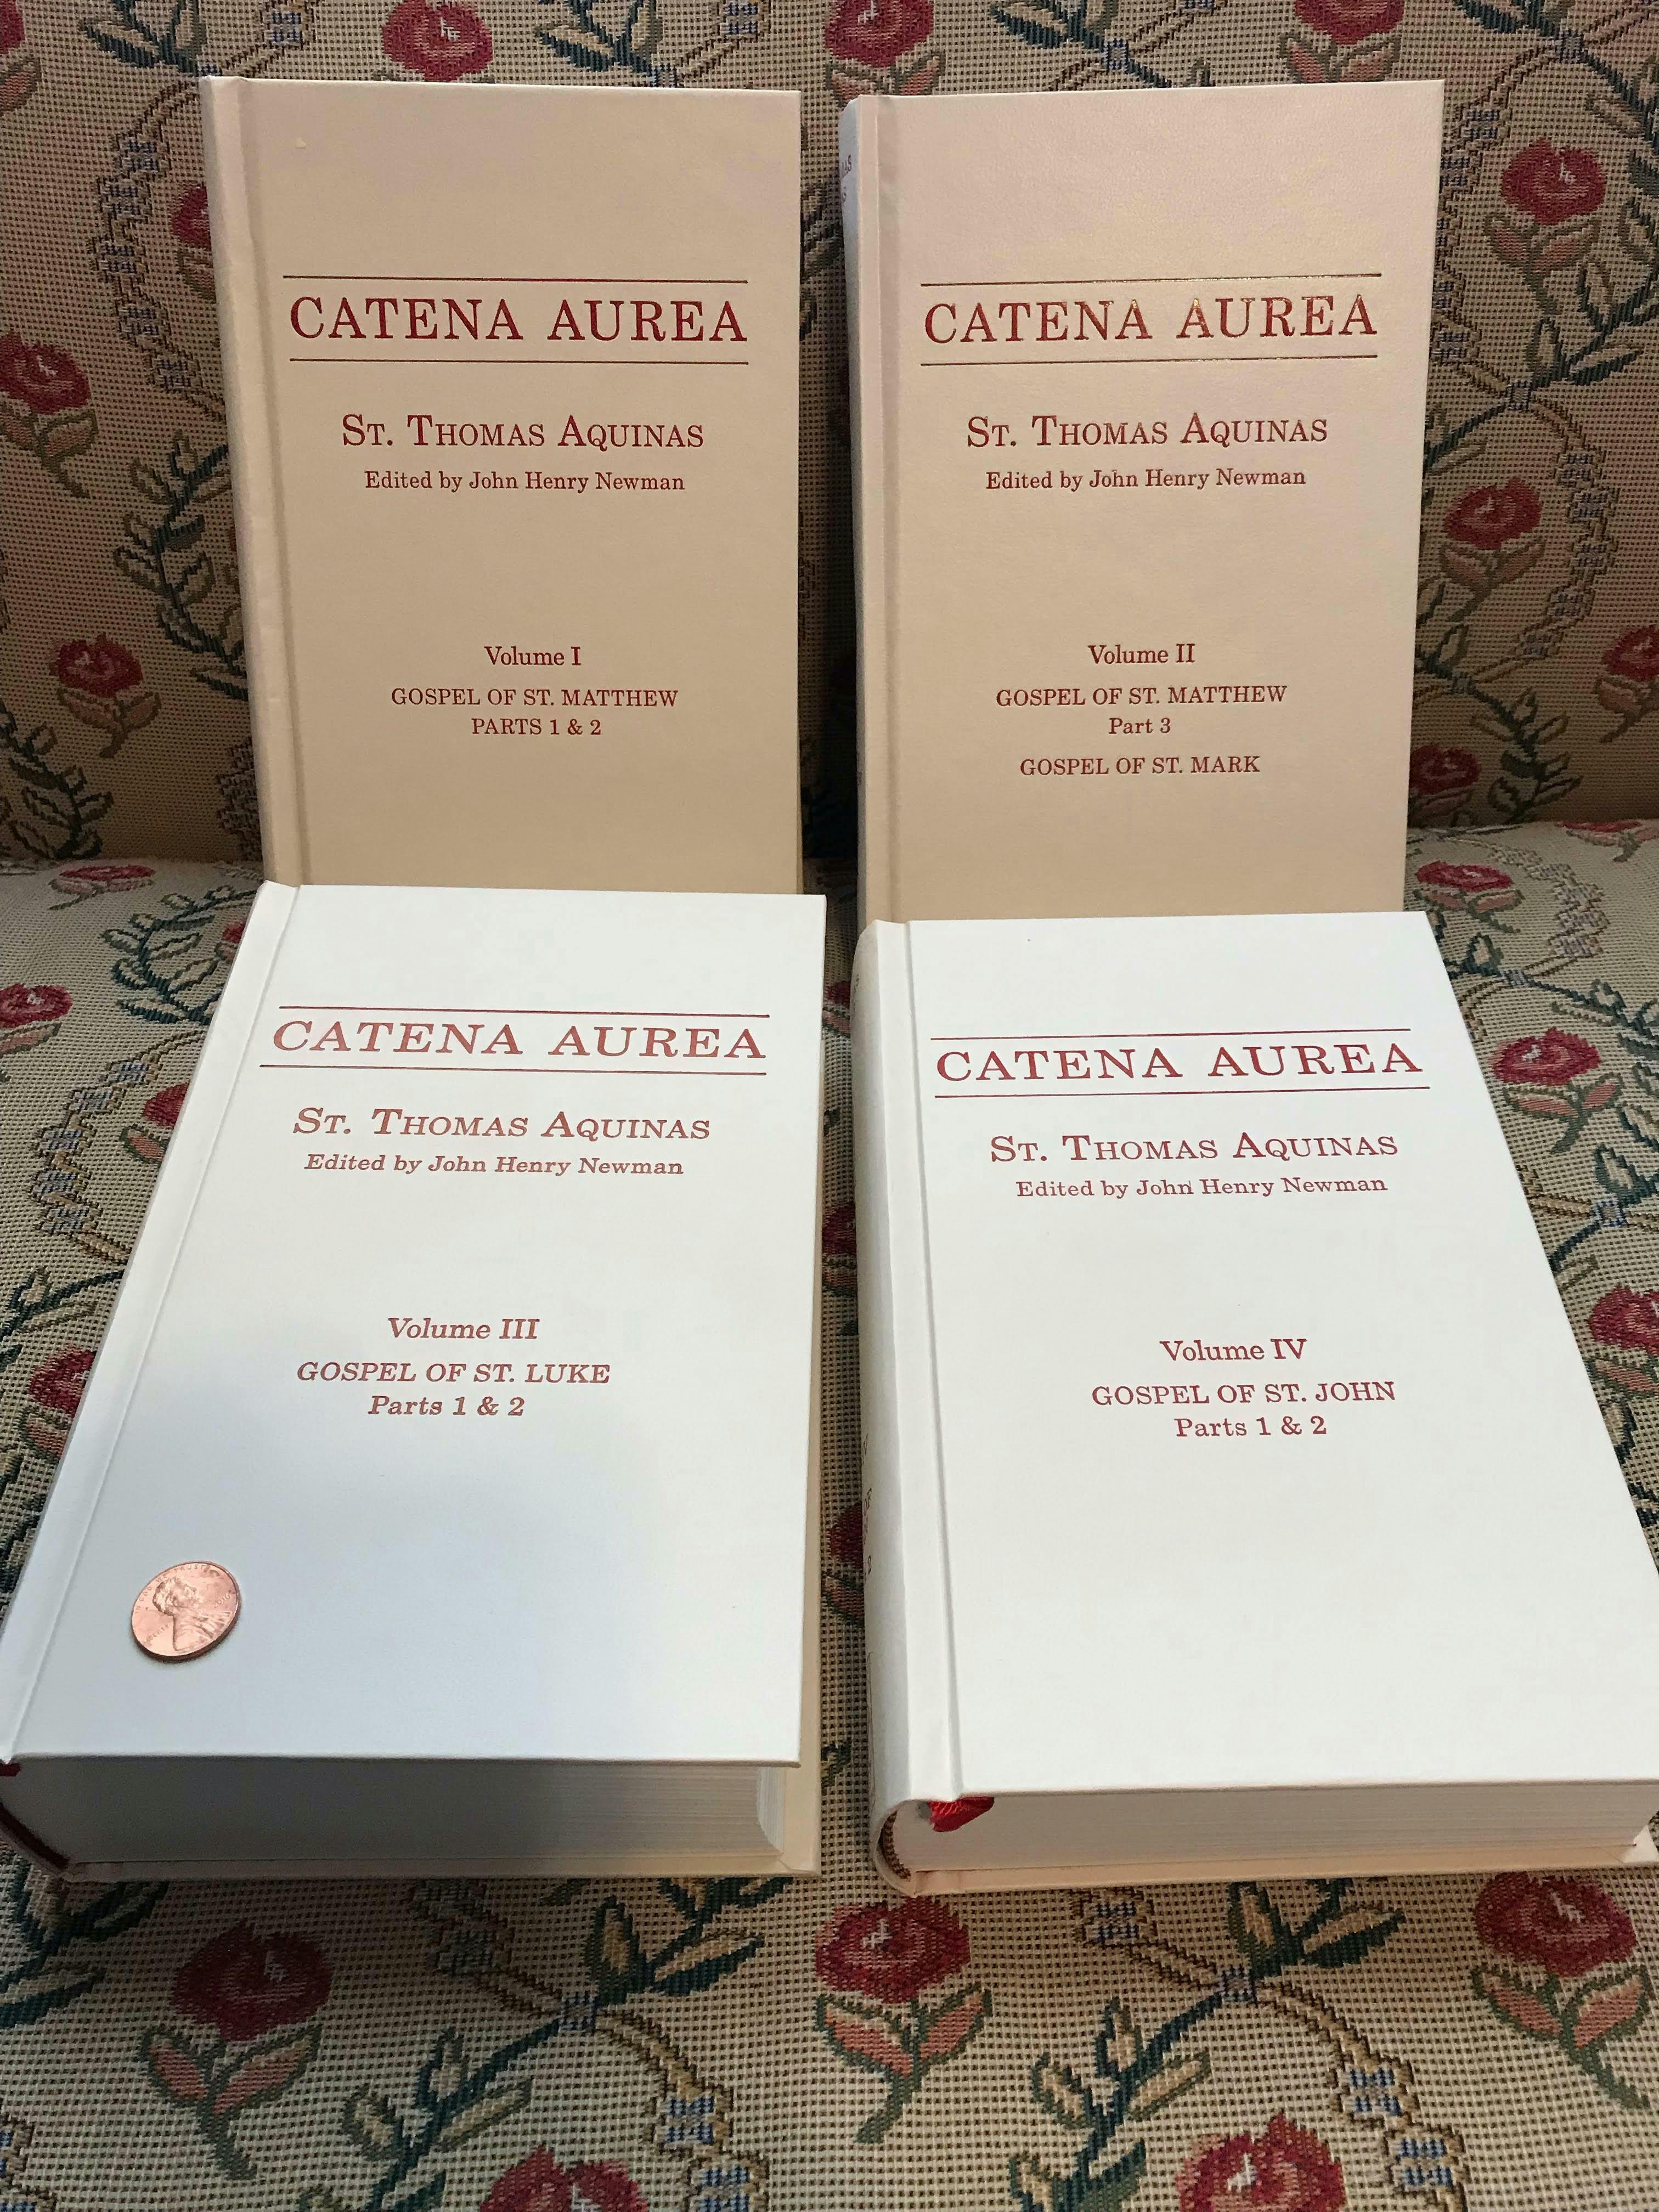 CATENA AUREA
ST. THOMAS AQUINAS
Edited by John Henry Newman
Volume I
GOSPEL OF ST. MATTHEW
PARTS 1 & 2
CATENA AUREA
ST. THOMAS AQUINAS
Edited by John Henry Newman
Volume II
GOSPEL OF ST. MATTHEW
Part 3
GOSPEL OF ST. MARK
CATENA AUREA
ST. THOMAS AQUINAS
Edited by John Henry Newman
Volume III
GOSPEL OF ST. LUKE
Parts 1 & 2
CATENA AUREA
ST. THOMAS AQUINAS
Edited by John Henry Newman
Volume IV
GOSPEL OF ST. JOHN
Parts 1 & 2